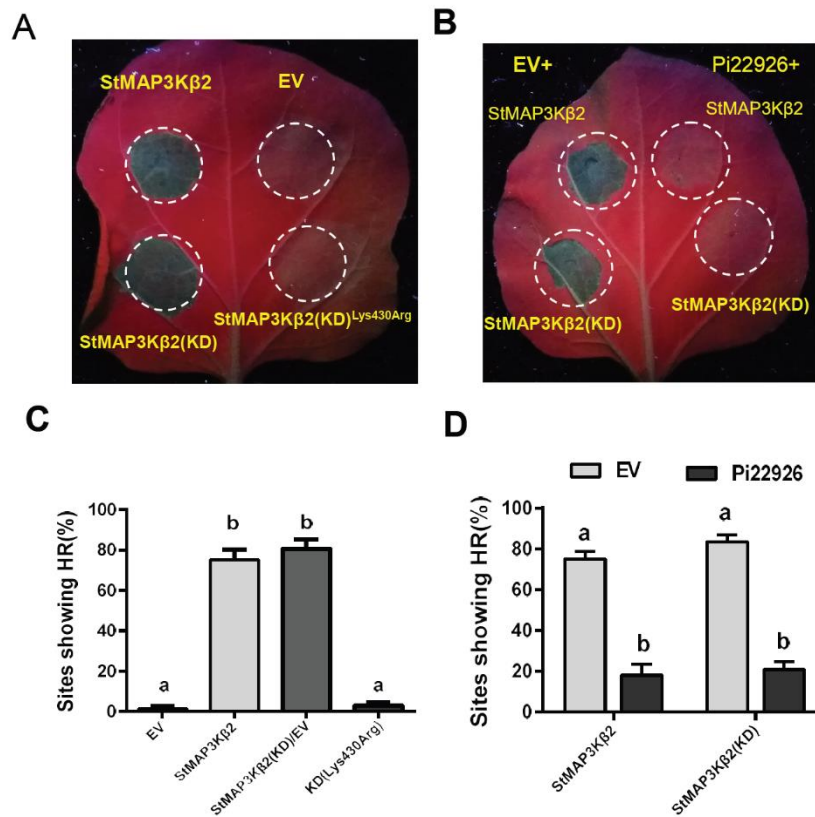 A
StMAP3Kβ2 EV
StMAP3Kβ2(KD) StMAP3Kβ2(KD)Lys430Arg
B
EV+ Pi22926+
StMAP3Kβ2 StMAP3Kβ2
StMAP3Kβ2(KD) StMAP3Kβ2(KD)
C
Sites showing HR(%)
100
80
60
40
20
0
a
b
b
a
EV
StMAP3Kβ2
StMAP3Kβ2(KD)/EV
KD(Lys430Arg)
D
EV Pi22926
Sites showing HR(%)
100
80
60
40
20
0
a
b
a
b
StMAP3Kβ2
StMAP3Kβ2(KD)